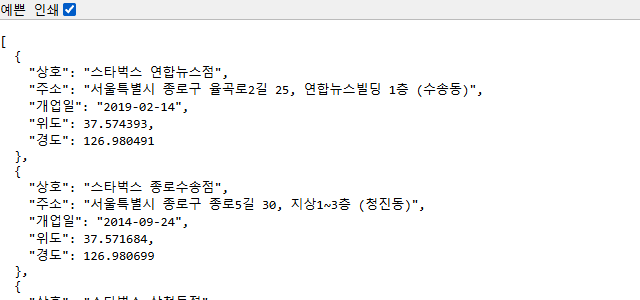 예쁜 인쇄
[
  {
    "상호": "스타벅스 연합뉴스점",
    "주소": "서울특별시 종로구 율곡로2길 25, 연합뉴스빌딩 1층 (수송동)",
    "개업일": "2019-02-14",
    "위도": 37.574393,
    "경도": 126.980491
  },
  {
    "상호": "스타벅스 종로수송점",
    "주소": "서울특별시 종로구 종로5길 30, 지상1~3층 (청진동)",
    "개업일": "2014-09-24",
    "위도": 37.571684,
    "경도": 126.980699
  },
  {